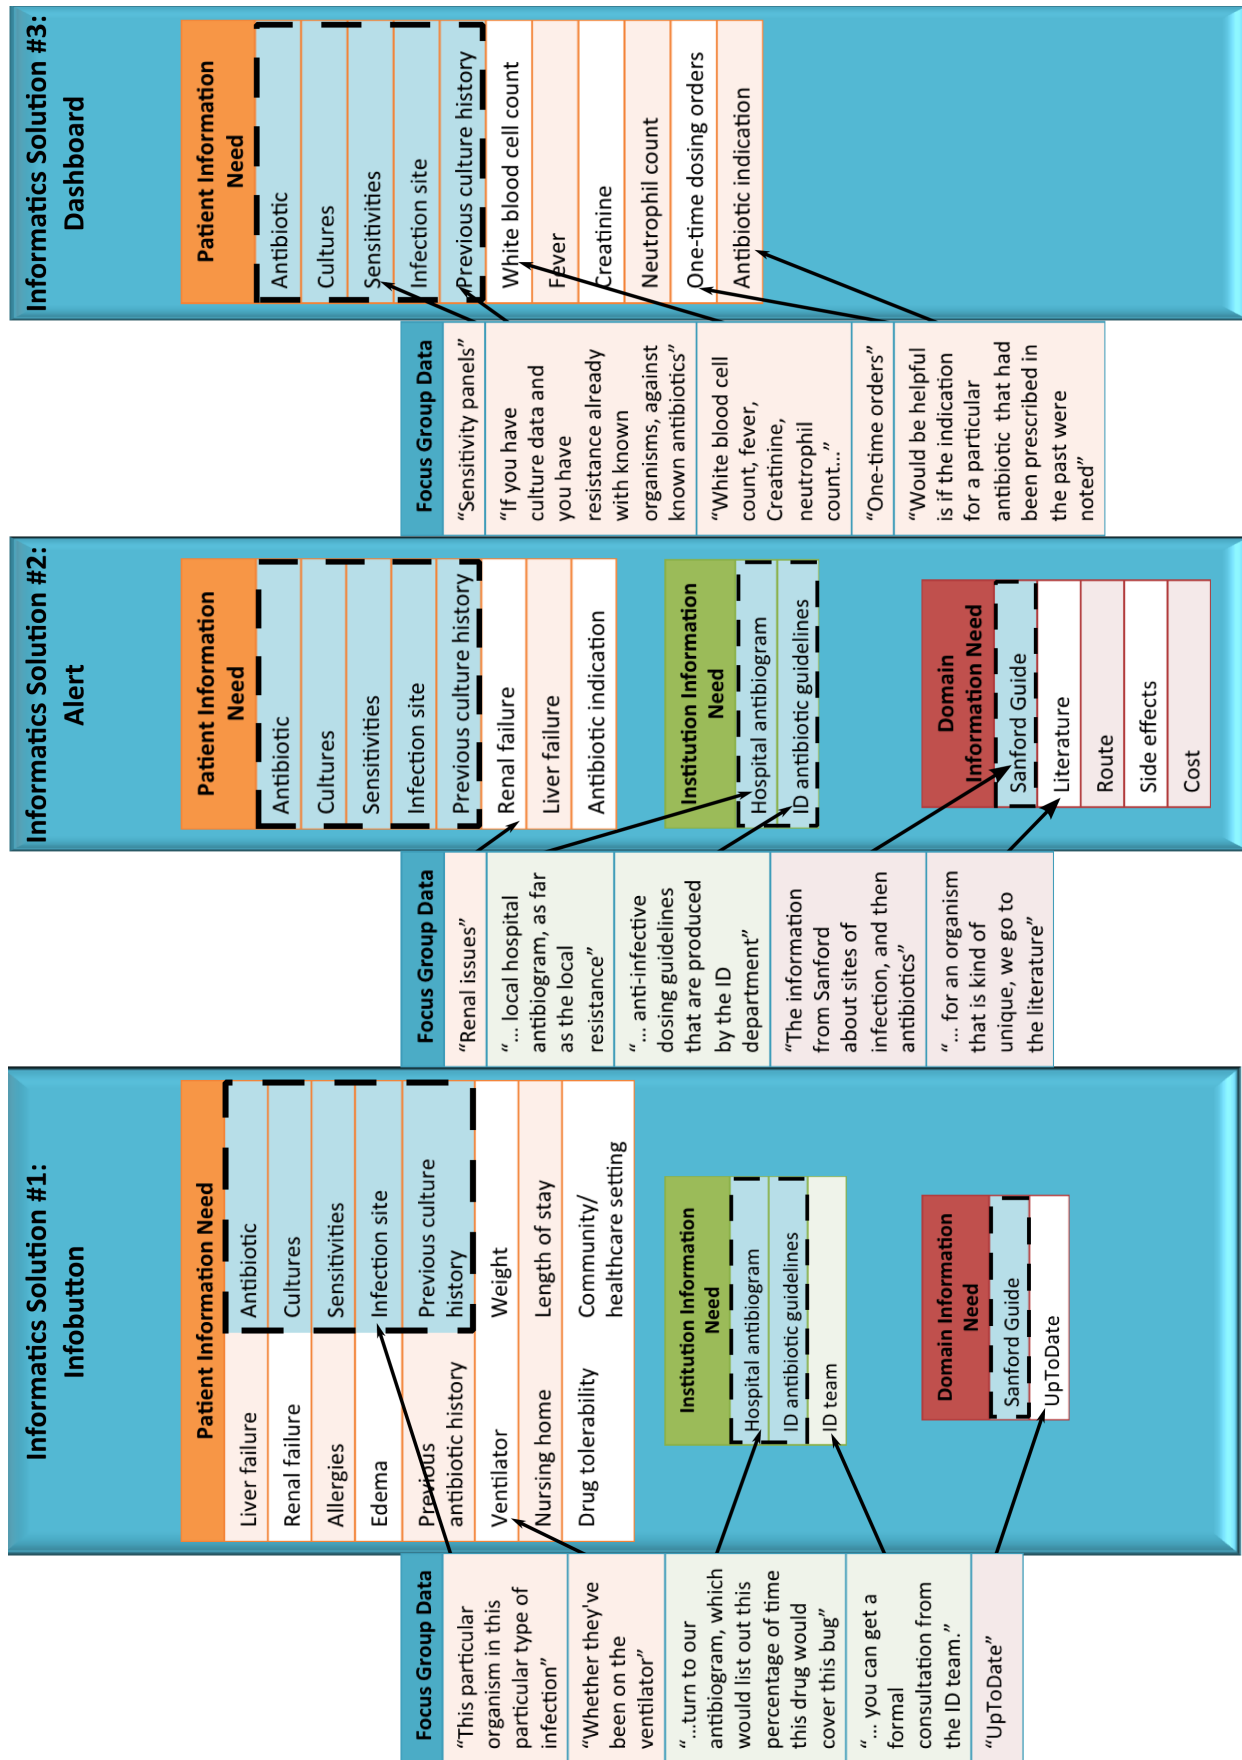 Informatics Solution #1:
Infobutton
Focus Group Data
“This particular
organism in this
particular type of
infection”
“Whether they've
been on the
ventilator”
“...turn to our
antibiogram, which
would list out this
percentage of time
this drug would
cover this bug”
“... you can get a
formal
consultation from
the ID team.”
“UpToDate”
Patient Information Need
Liver failure
Antibiotic
Renal failure
Cultures
Allergies
Sensitivities
Edema
Infection site
Previous
antibiotic history
Previous culture
history
Ventilator
Weight
Nursing home
Length of stay
Drug tolerability
Community/
healthcare setting
Institution Information
Need
Hospital antibiogram
ID antibiotic guidelines
ID team
Domain Information
Need
Sanford Guide
UpToDate
Informatics Solution #2:
Alert
Focus Group Data
“Renal issues”
“... local hospital
antibiogram, as far
as the local
resistance”
“... anti-infective
dosing guidelines
that are produced
by the ID
department”
“The information
from Sanford
about sites of
infection, and then
antibiotics”
“... for an organism
that is kind of
unique, we go to
the literature”
Patient Information
Need
Antibiotic
Cultures
Sensitivities
Infection site
Previous culture history
Renal failure
Liver failure
Antibiotic indication
Institution Information
Need
Hospital antibiogram
ID antibiotic guidelines
Domain
Information Need
Sanford Guide
Literature
Route
Side effects
Cost
Informatics Solution #3:
Dashboard
Focus Group Data
“Sensitivity panels”
“If you have
culture data and
you have
resistance already
with known
organisms, against
known antibiotics”
“White blood cell
count, fever,
Creatinine,
neutrophil
count...”
“One-time orders”
“Would be helpful
is if the indication
for a particular
antibiotic that had
been prescribed in
the past were
noted”
Patient Information
Need
Antibiotic
Cultures
Sensitivities
Infection site
Previous culture history
White blood cell count
Fever
Creatinine
Neutrophil count
One-time dosing orders
Antibiotic indication